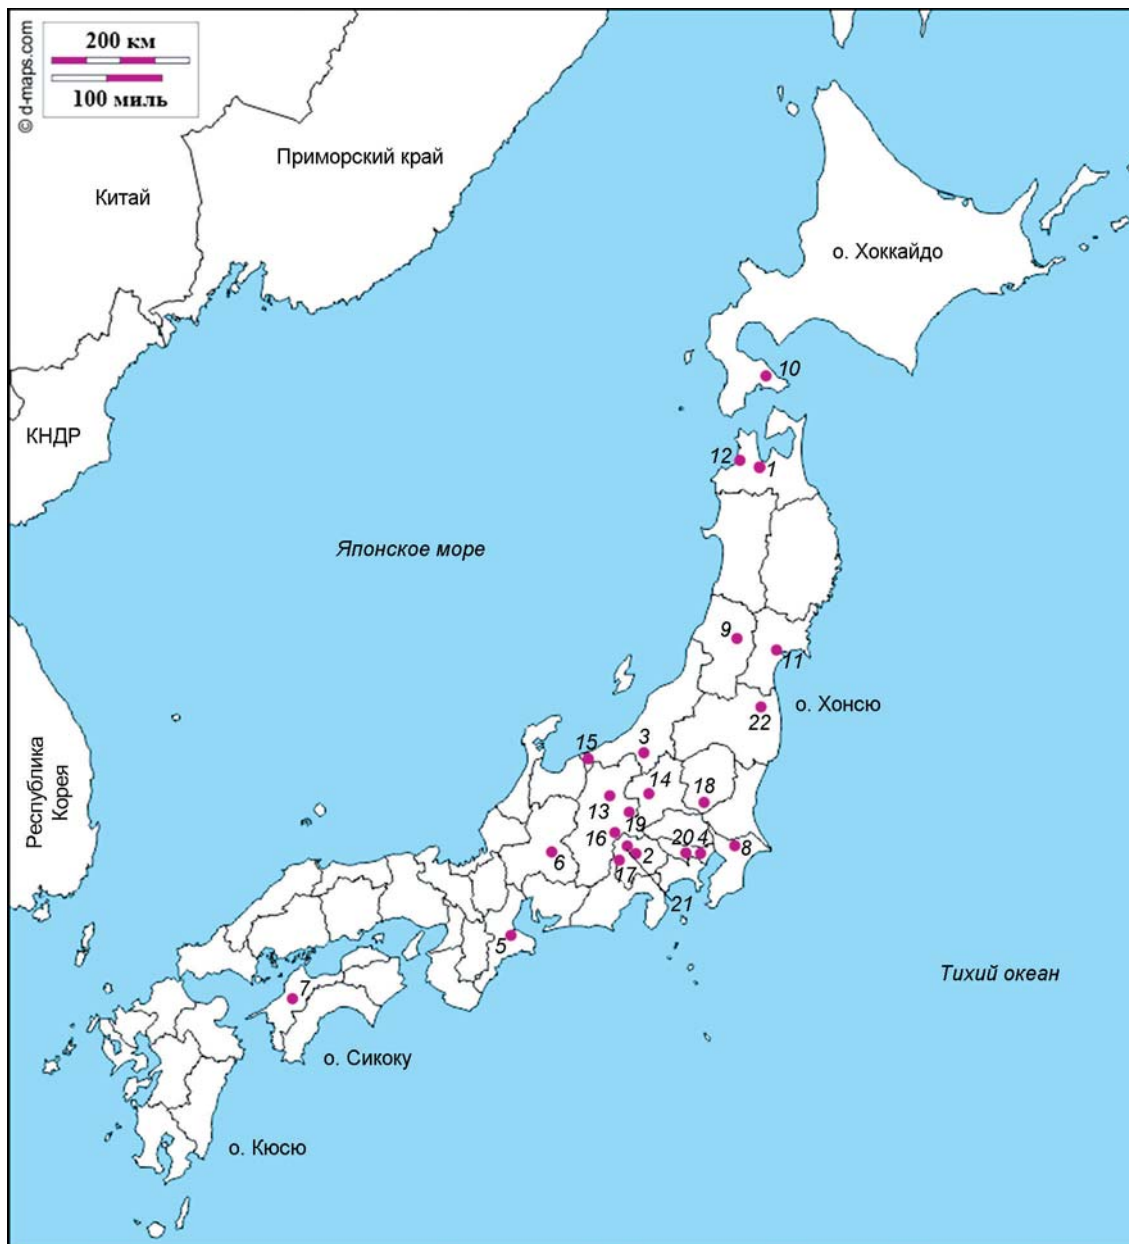 200 км
100 миль
© d-maps.com
Приморский край
Китай
о. Хоккайдо
10
КНДР
12
1
Японское море
9
11
о. Хонсю
22
3
15
Республика
Корея
14
18
13
19
16
20
4
8
6
2
17
21
5
Тихий океан
7
о. Сикоку
о. Кюсю